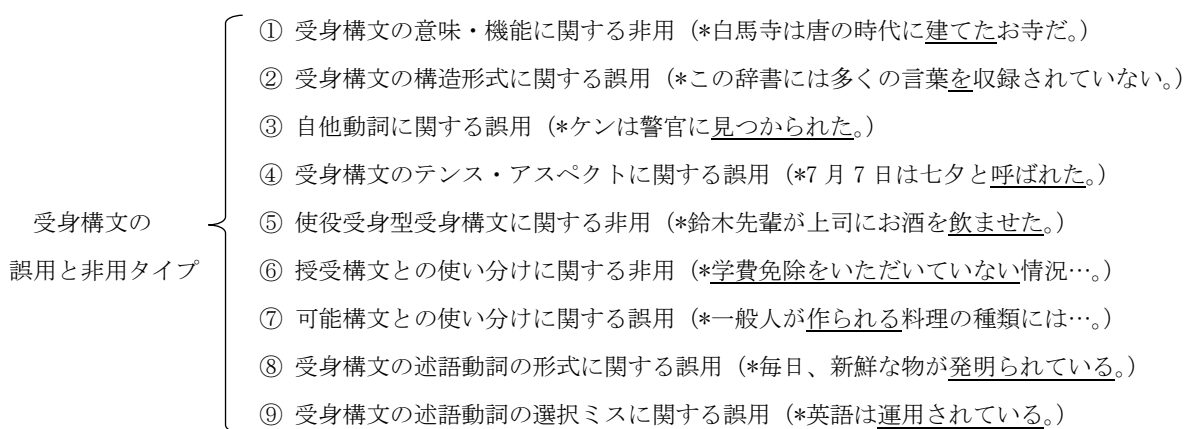 ① 受身構文の意味・機能に関する非用（*白馬寺は唐の時代に建てたお寺だ。）
② 受身構文の構造形式に関する誤用（*この辞書には多くの言葉を収録されていない。）
③ 自他動詞に関する誤用（*ケンは警官に見つかられた。）
④ 受身構文のテンス・アスペクトに関する誤用（*7月7日は七夕と呼ばれた。）
受身構文の
誤用と非用タイプ
⑤ 使役受身型受身構文に関する非用（*鈴木先輩が上司にお酒を飲ませた。）
⑥ 授受構文との使い分けに関する非用（*学費免除をいただいていない情況…。）
⑦ 可能構文との使い分けに関する誤用（*一般人が作られる料理の種類には…。）
⑧ 受身構文の述語動詞の形式に関する誤用（*毎日、新鮮な物が発明られている。）
⑨ 受身構文の述語動詞の選択ミスに関する誤用（*英語は運用されている。）